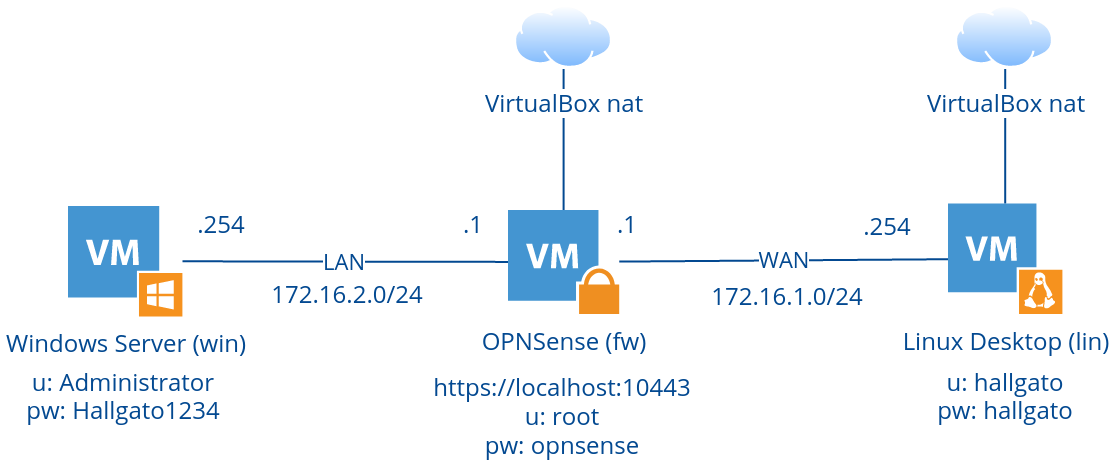 VirtualBox nat
VirtualBox nat
.254
.1
.1
.254
VM
VM
VM
LAN
WAN
172.16.2.0/24
172.16.1.0/24
Windows Server (win)
OPNSense (fw)
Linux Desktop (lin)
u: Administrator
pw: Hallgato1234
https://localhost:10443
u: root
pw: opnsense
u: hallgato
pw: hallgato